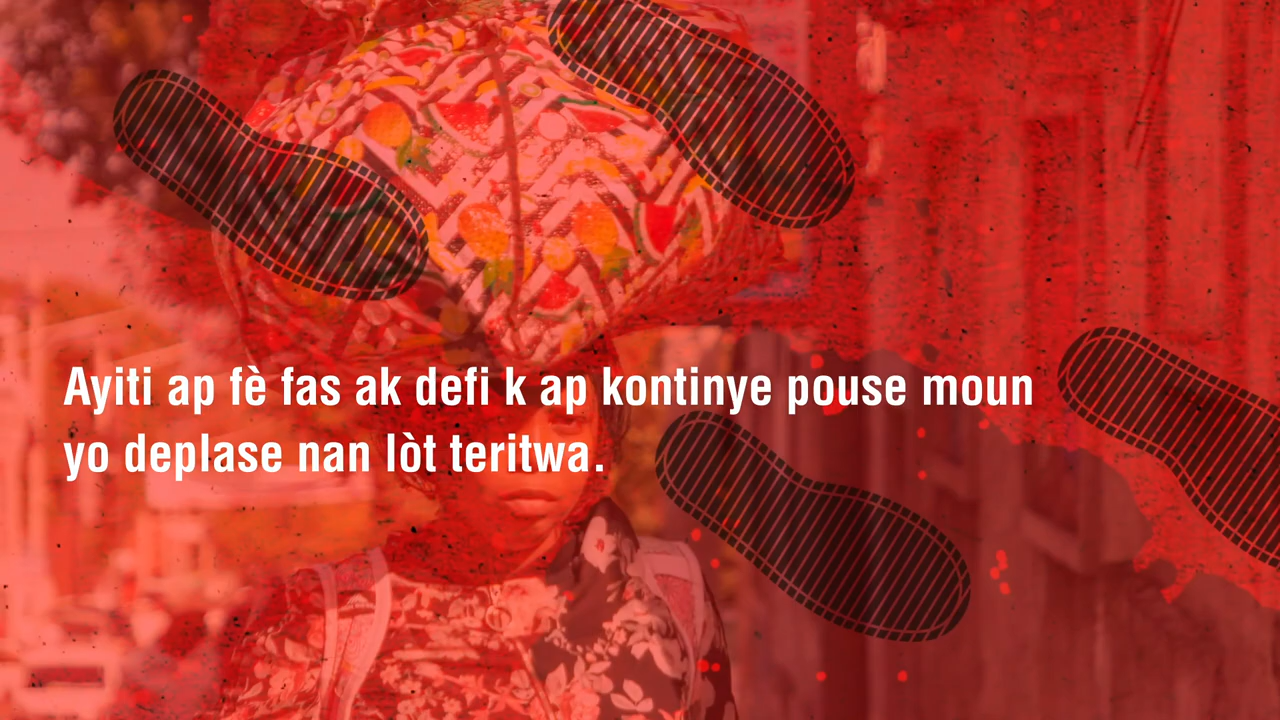 Ayiti ap fè fas ak defi k ap kontinye pouse moun
yo deplase nan lòt teritwa.